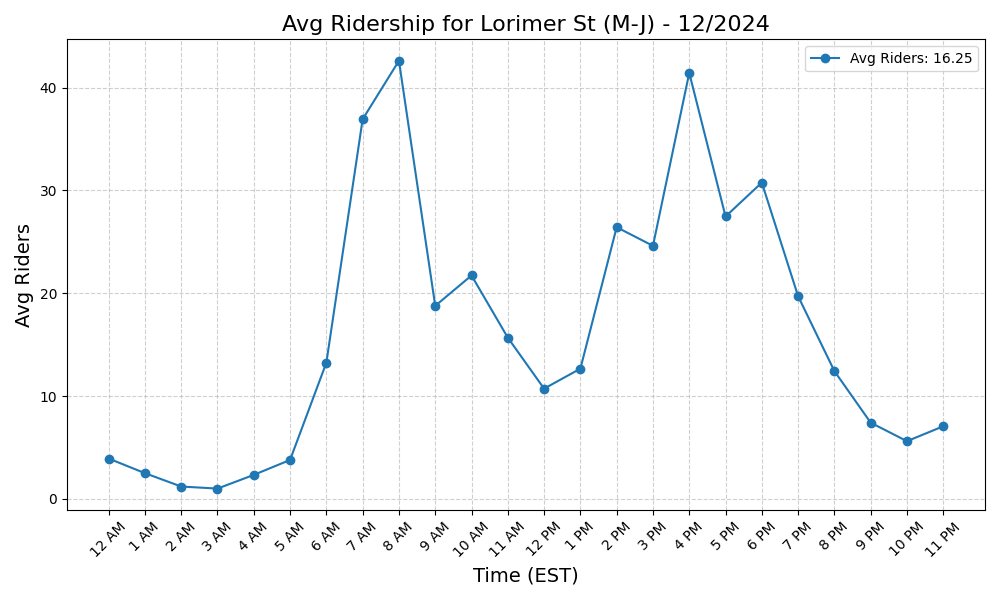 Avg Ridership for Lorimer St (M-J) - 12/2024
Avg Riders: 16.25
Avg Riders
40
30
20
10
0
12 AM 1 AM 2 AM 3 AM 4 AM 5 AM 6 AM 7 AM 8 AM 9 AM 10 AM 11 AM 12 PM 1 PM 2 PM 3 PM 4 PM 5 PM 6 PM 7 PM 8 PM 9 PM 10 PM 11 PM
Time (EST)